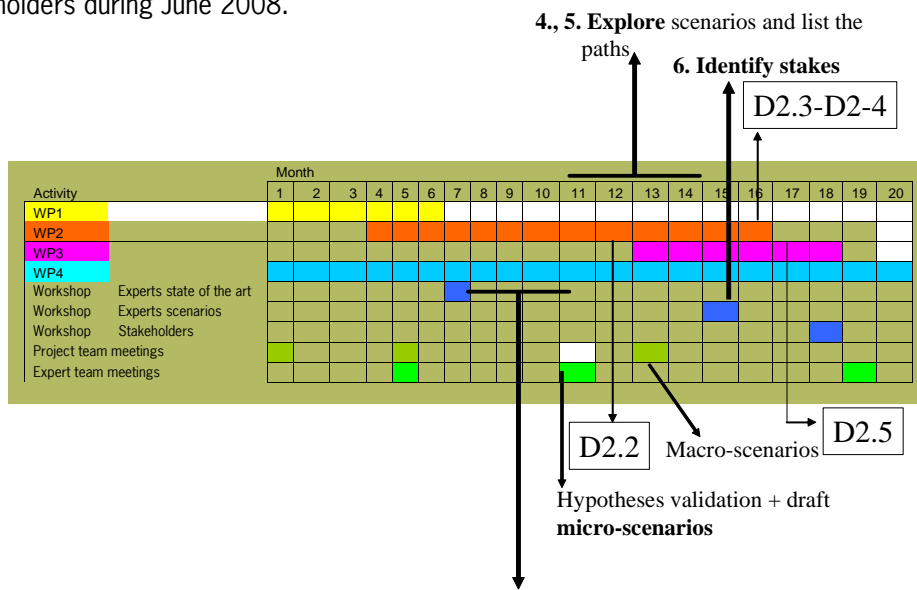 holders during June 2008.
4., 5. Explore scenarios and list the
paths
6. Identify stakes
D2.3-D2-4
Month
Activity 1 2 3 4 5 6 7 8 9 10 11 12 13 14 15 16 17 18 19 20
WP1
WP2
WP3
WP4
Workshop Experts state of the art
Workshop Experts scenarios
Workshop Stakeholders
Project team meetings
Expert team meetings
D2.2
Macro-scenarios
D2.5
Hypotheses validation + draft
micro-scenarios